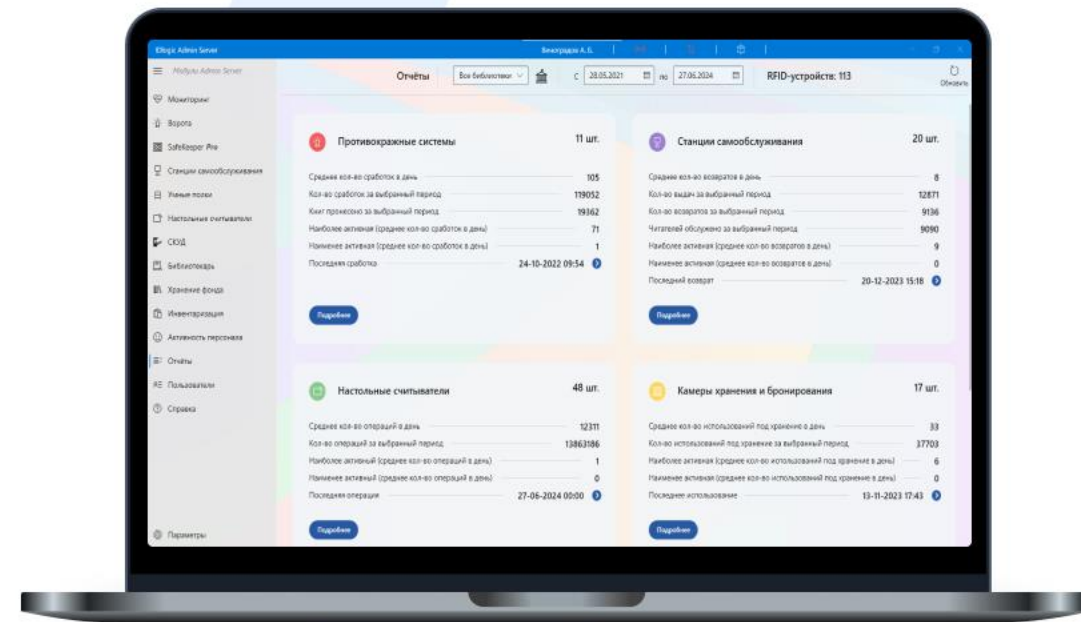 IDlogic Admin Server
Виноградов А. Б.
Модули Admin Server
Отчёты
Все библиотеки
С 28.05.2021 по 27.06.2024
RFID-устройств: 113
Обновить
Мониторинг
Ворота
SafeKeeper Pro
Станции самообслуживания
Умные полки
Настольные считыватели
СКУД
Библиотекарь
Хранение фонда
Инвентаризация
Активность персонала
Отчёты
Пользователи
Справка
Параметры
Противокражные системы 11 шт.
Среднее кол-во сработок в день 105
Кол-во сработок за выбранный период 119052
Книг пронесено за выбранный период 19362
Наиболее активная (среднее кол-во сработок в день) 71
Наименее активная (среднее кол-во сработок в день) 1
Последняя сработка 24-10-2022 09:54
Подробнее
Станции самообслуживания 20 шт.
Среднее кол-во возвратов в день 8
Кол-во выдач за выбранный период 12871
Кол-во возвратов за выбранный период 9136
Читателей обслужено за выбранный период 9090
Наиболее активная (среднее кол-во возвратов в день) 9
Наименее активная (среднее кол-во возвратов в день) 0
Последний возврат 20-12-2023 15:18
Подробнее
Настольные считыватели 48 шт.
Среднее кол-во операций в день 12311
Кол-во операций за выбранный период 13863186
Наиболее активный (среднее кол-во операций в день) 1
Наименее активный (среднее кол-во операций в день) 0
Последняя операция 27-06-2024 00:00
Подробнее
Камеры хранения и бронирования 17 шт.
Среднее кол-во использований под хранение в день 33
Кол-во использований под хранение за выбранный период 37703
Наиболее активная (среднее кол-во использований под хранение в день) 6
Наименее активная (среднее кол-во использований под хранение в день) 0
Последнее использование 13-11-2023 17:43
Подробнее